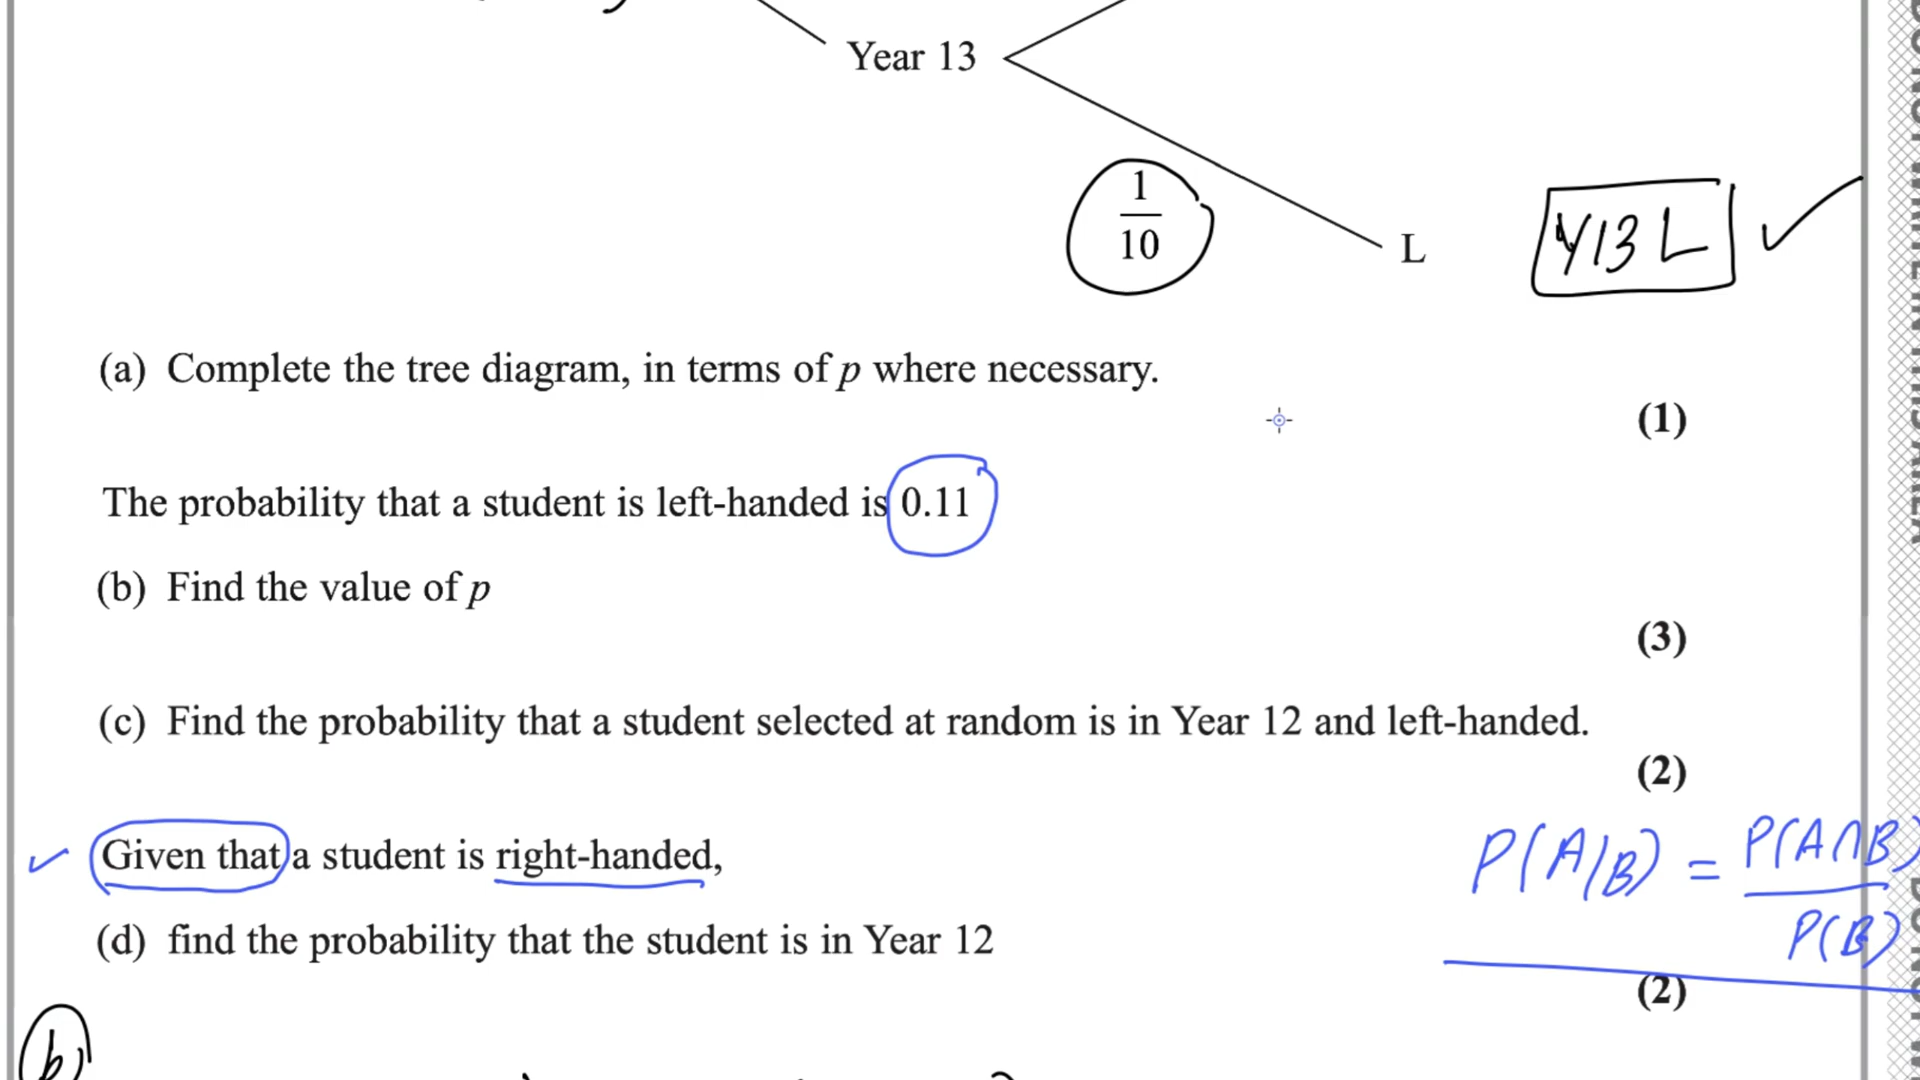 Year 13
1
10
L
Y13 L
(a) Complete the tree diagram, in terms of p where necessary.
(1)
The probability that a student is left-handed is 0.11
(b) Find the value of p
(3)
(c) Find the probability that a student selected at random is in Year 12 and left-handed.
(2)
Given that a student is right-handed,
P(A/B) = P(A∩B)
P(B)
(d) find the probability that the student is in Year 12
(2)
b)